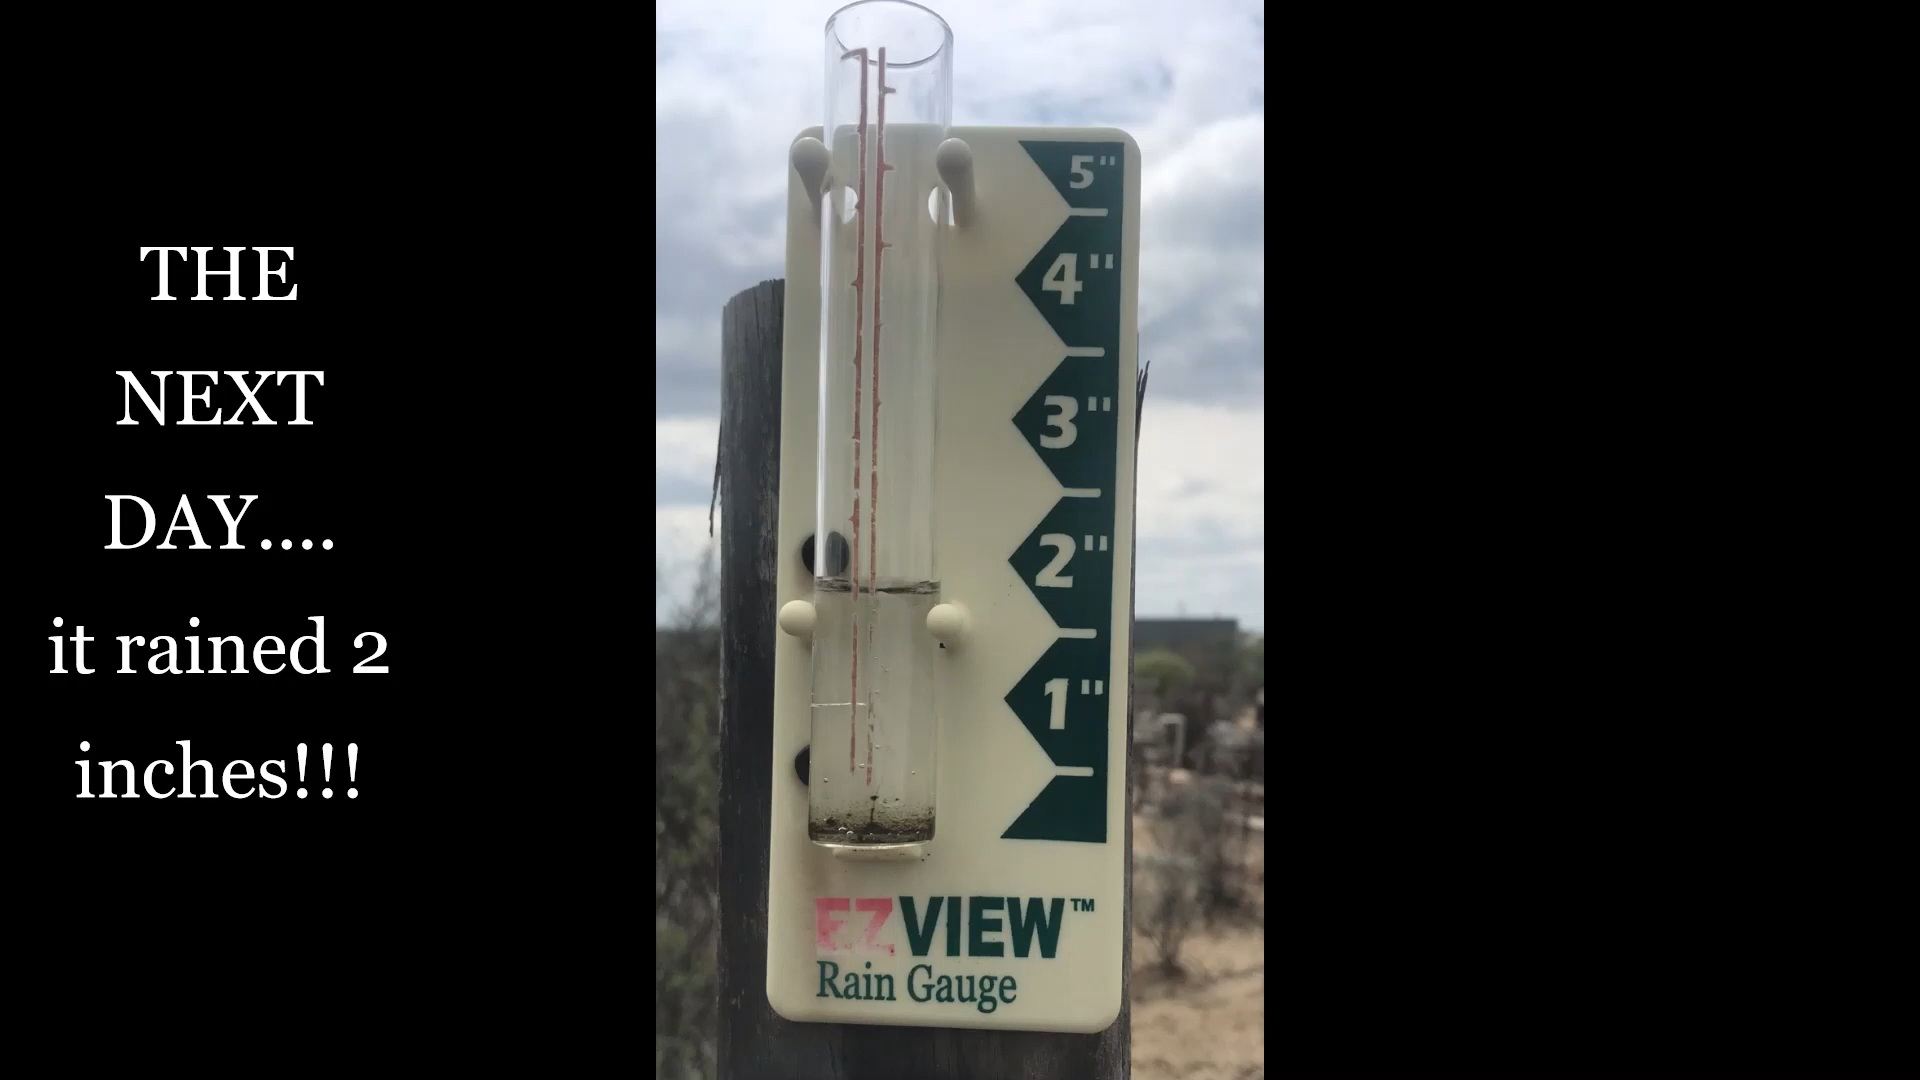 THE
NEXT
DAY....
it rained 2
inches!!!
5"
4"
3"
2"
1"
EZVIEW™
Rain Gauge